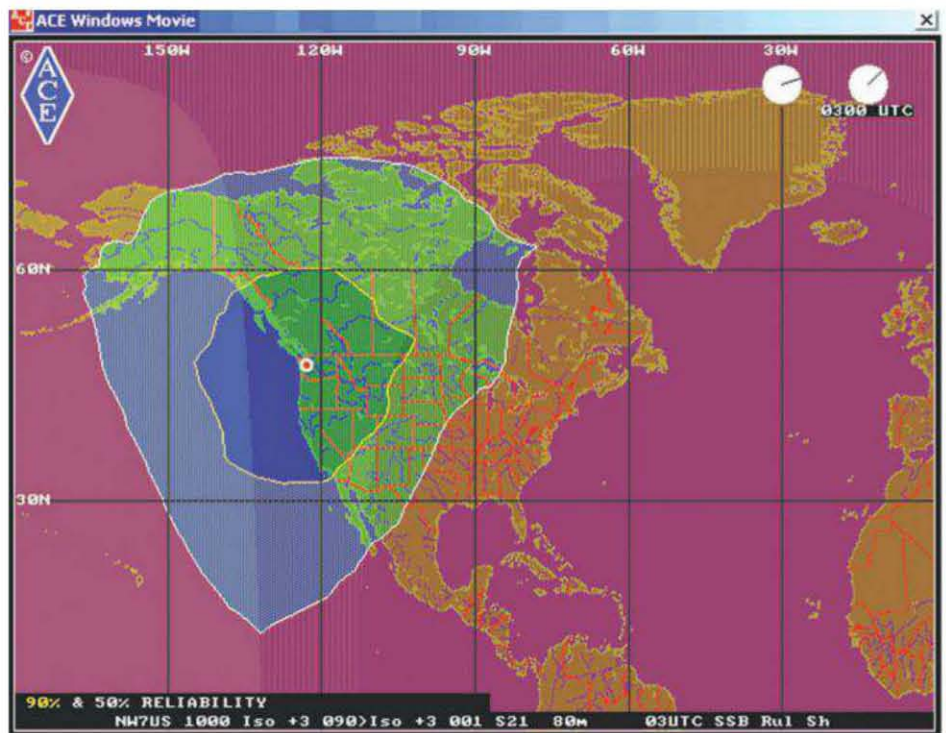 ACE Windows Movie
150W 120W 90W 60W 30W
©
ACE
0300 UTC
60N
30N
90% & 50% RELIABILITY
NW7US 1000 Iso +3 090>Iso +3 001 S21 80m 03UTC SSB Rul Sh